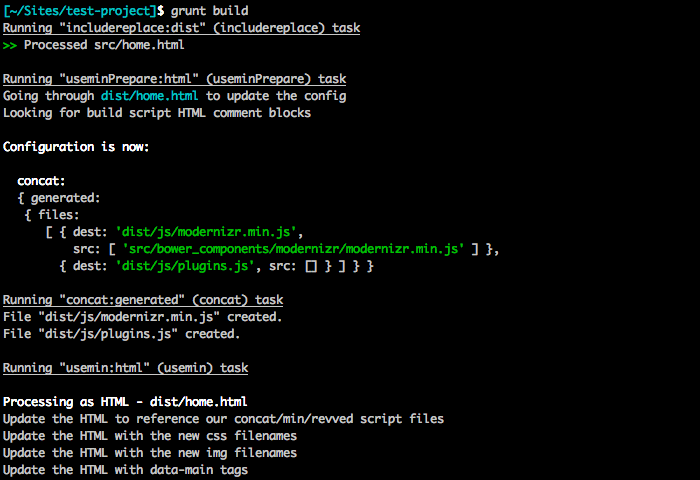 [~/Sites/test-project]$ grunt build
Running "includereplace:dist" (includereplace) task
>> Processed src/home.html
Running "useminPrepare:html" (useminPrepare) task
Going through dist/home.html to update the config
Looking for build script HTML comment blocks
Configuration is now:
concat:
{ generated:
{ files:
[ { dest: 'dist/js/modernizr.min.js',
src: [ 'src/bower_components/modernizr/modernizr.min.js' ] },
{ dest: 'dist/js/plugins.js', src: [] } ] } }
Running "concat:generated" (concat) task
File "dist/js/modernizr.min.js" created.
File "dist/js/plugins.js" created.
Running "usemin:html" (usemin) task
Processing as HTML - dist/home.html
Update the HTML to reference our concat/min/revved script files
Update the HTML with the new css filenames
Update the HTML with the new img filenames
Update the HTML with data-main tags